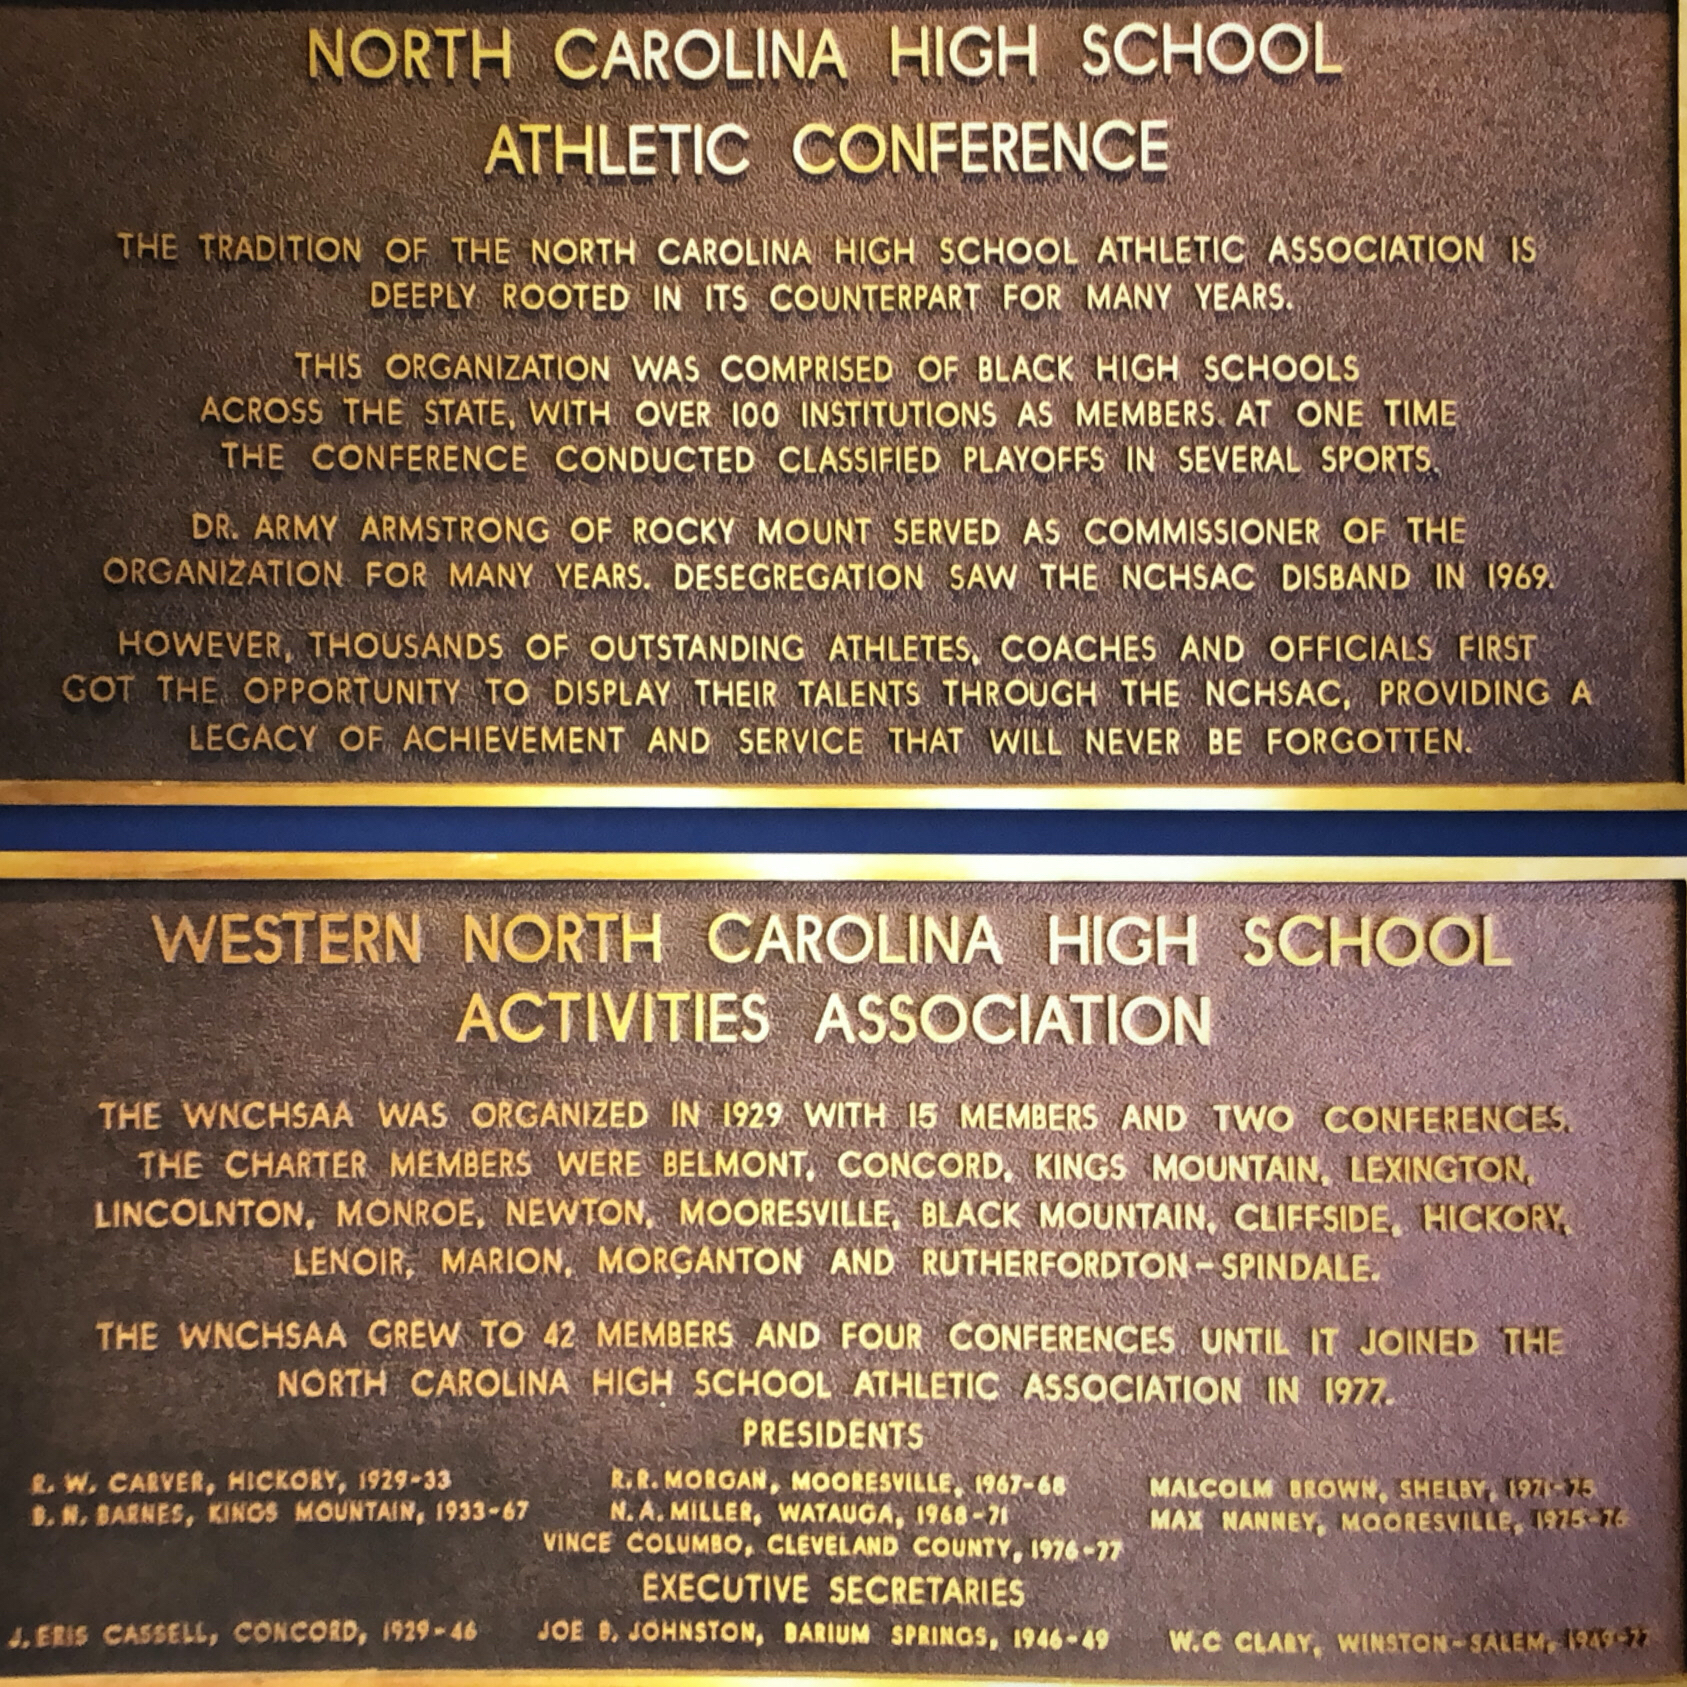 NORTH CAROLINA HIGH SCHOOL
ATHLETIC CONFERENCE
THE TRADITION OF THE NORTH CAROLINA HIGH SCHOOL ATHLETIC ASSOCIATION IS
DEEPLY ROOTED IN ITS COUNTERPART FOR MANY YEARS.
THIS ORGANIZATION WAS COMPRISED OF BLACK HIGH SCHOOLS
ACROSS THE STATE, WITH OVER 100 INSTITUTIONS AS MEMBERS. AT ONE TIME
THE CONFERENCE CONDUCTED CLASSIFIED PLAYOFFS IN SEVERAL SPORTS.
DR. ARMY ARMSTRONG OF ROCKY MOUNT SERVED AS COMMISSIONER OF THE
ORGANIZATION FOR MANY YEARS. DESEGREGATION SAW THE NCHSAC DISBAND IN 1969.
HOWEVER, THOUSANDS OF OUTSTANDING ATHLETES, COACHES AND OFFICIALS FIRST
GOT THE OPPORTUNITY TO DISPLAY THEIR TALENTS THROUGH THE NCHSAC, PROVIDING A
LEGACY OF ACHIEVEMENT AND SERVICE THAT WILL NEVER BE FORGOTTEN.
WESTERN NORTH CAROLINA HIGH SCHOOL
ACTIVITIES ASSOCIATION
THE WNCHSAA WAS ORGANIZED IN 1929 WITH 15 MEMBERS AND TWO CONFERENCES.
THE CHARTER MEMBERS WERE BELMONT, CONCORD, KINGS MOUNTAIN, LEXINGTON,
LINCOLNTON, MONROE, NEWTON, MOORESVILLE, BLACK MOUNTAIN, CLIFFSIDE, HICKORY,
LENOIR, MARION, MORGANTON AND RUTHERFORDTON-SPINDALE.
THE WNCHSAA GREW TO 42 MEMBERS AND FOUR CONFERENCES UNTIL IT JOINED THE
NORTH CAROLINA HIGH SCHOOL ATHLETIC ASSOCIATION IN 1977.
PRESIDENTS
R. W. CARVER, HICKORY, 1929-33 R.R. MORGAN, MOORESVILLE, 1967-68 MALCOLM BROWN, SHELBY, 1971-75
B. N. BARNES, KINGS MOUNTAIN, 1933-67 N.A. MILLER, WATAUGA, 1968-71 MAX NANNEY, MOORESVILLE, 1975-76
VINCE COLUMBO, CLEVELAND COUNTY, 1976-77
EXECUTIVE SECRETARIES
J. ERIS CASSELL, CONCORD, 1929-46 JOE B. JOHNSTON, BARIUM SPRINGS, 1946-49 W.C CLARY, WINSTON-SALEM, 1949-77